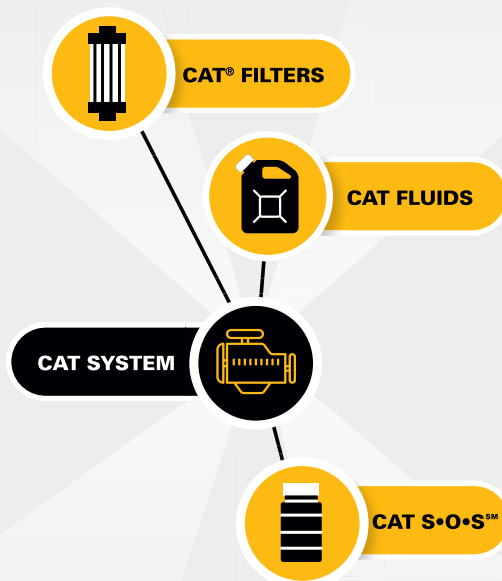 CAT® FILTERS
CAT FLUIDS
CAT SYSTEM
CAT S•O•S℠